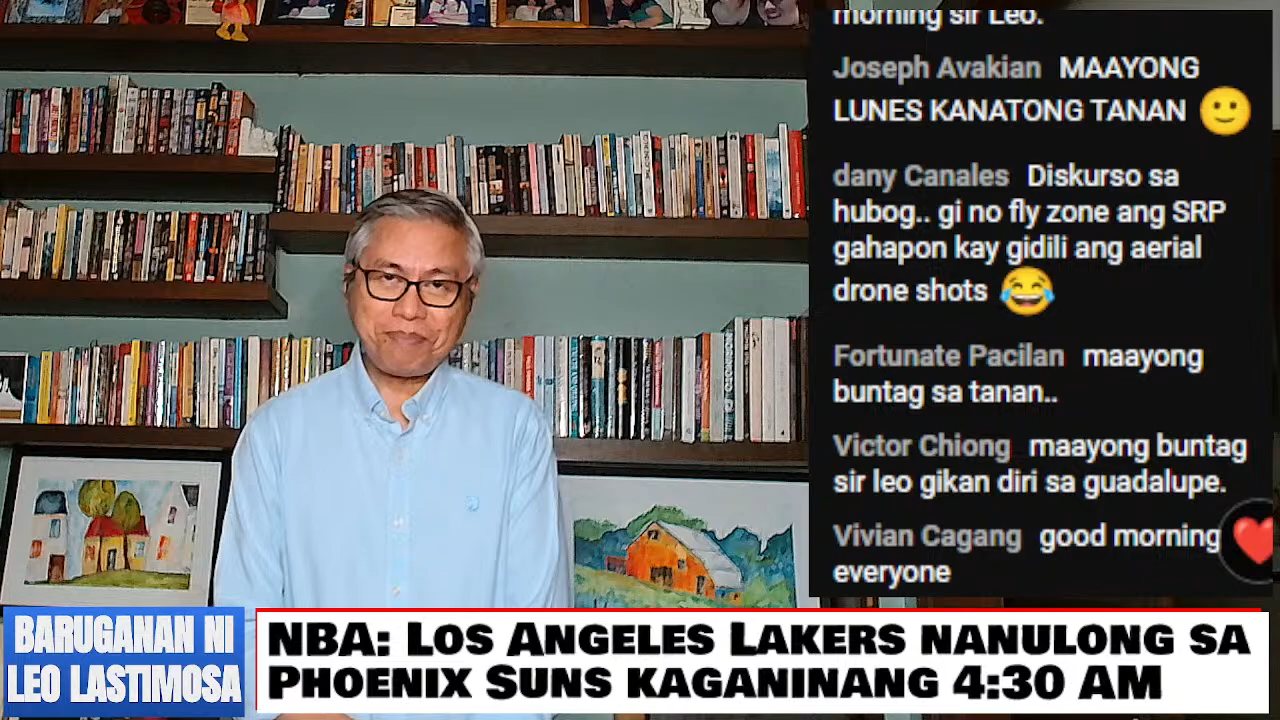 morning sir Leo.
Joseph Avakian MAAYONG
LUNES KANATONG TANAN 🙂
dany Canales Diskurso sa
hubog.. gi no fly zone ang SRP
gahapon kay gidili ang aerial
drone shots 😂
Fortunate Pacilan maayong
buntag sa tanan..
Victor Chiong maayong buntag
sir leo gikan diri sa guadalupe.
Vivian Cagang good morning
everyone
BARUGANAN NI
LEO LASTIMOSA
NBA: LOS ANGELES LAKERS NANULONG SA
PHOENIX SUNS KAGANINANG 4:30 AM